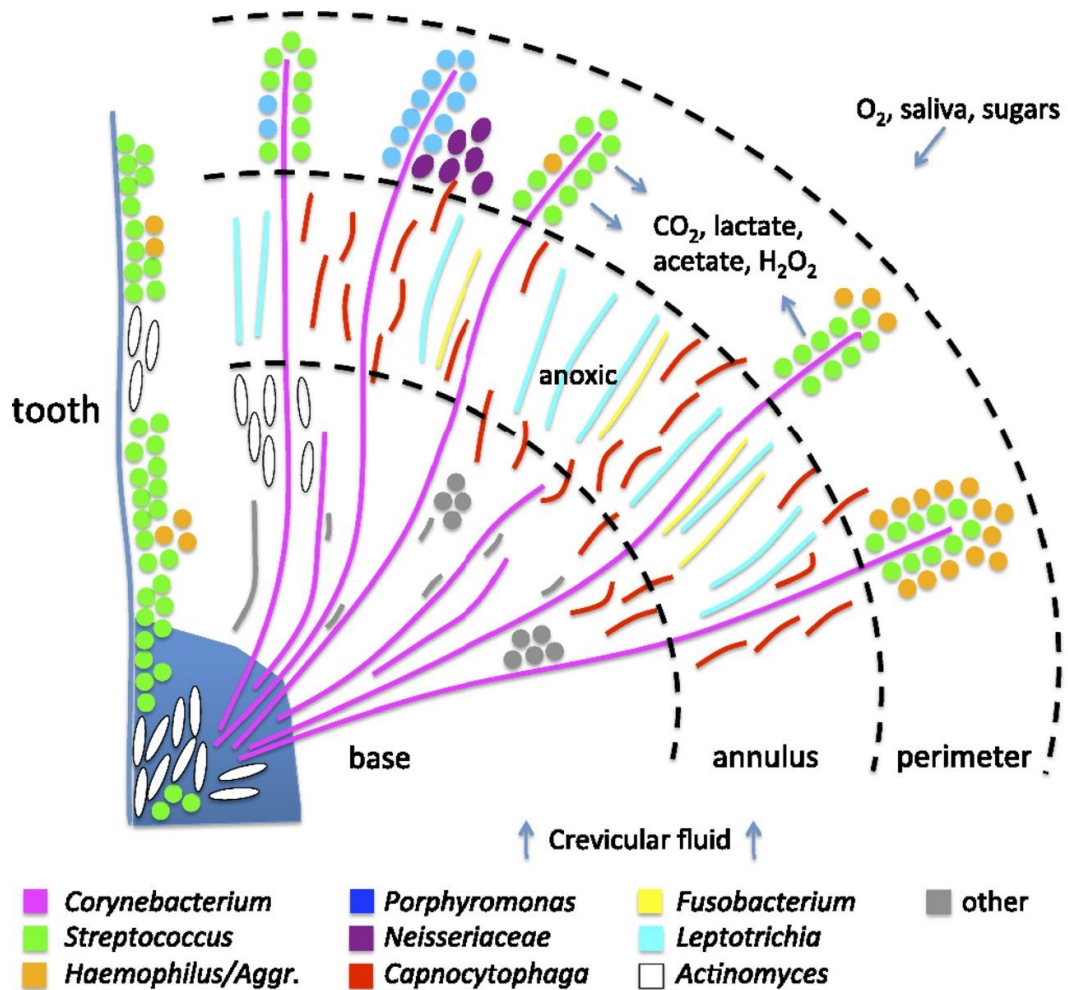 O₂, saliva, sugars
CO₂, lactate,
acetate, H₂O₂
anoxic
tooth
base
annulus
perimeter
Crevicular fluid
Corynebacterium
Porphyromonas
Fusobacterium
other
Streptococcus
Neisseriaceae
Leptotrichia
Haemophilus/Aggr.
Capnocytophaga
Actinomyces